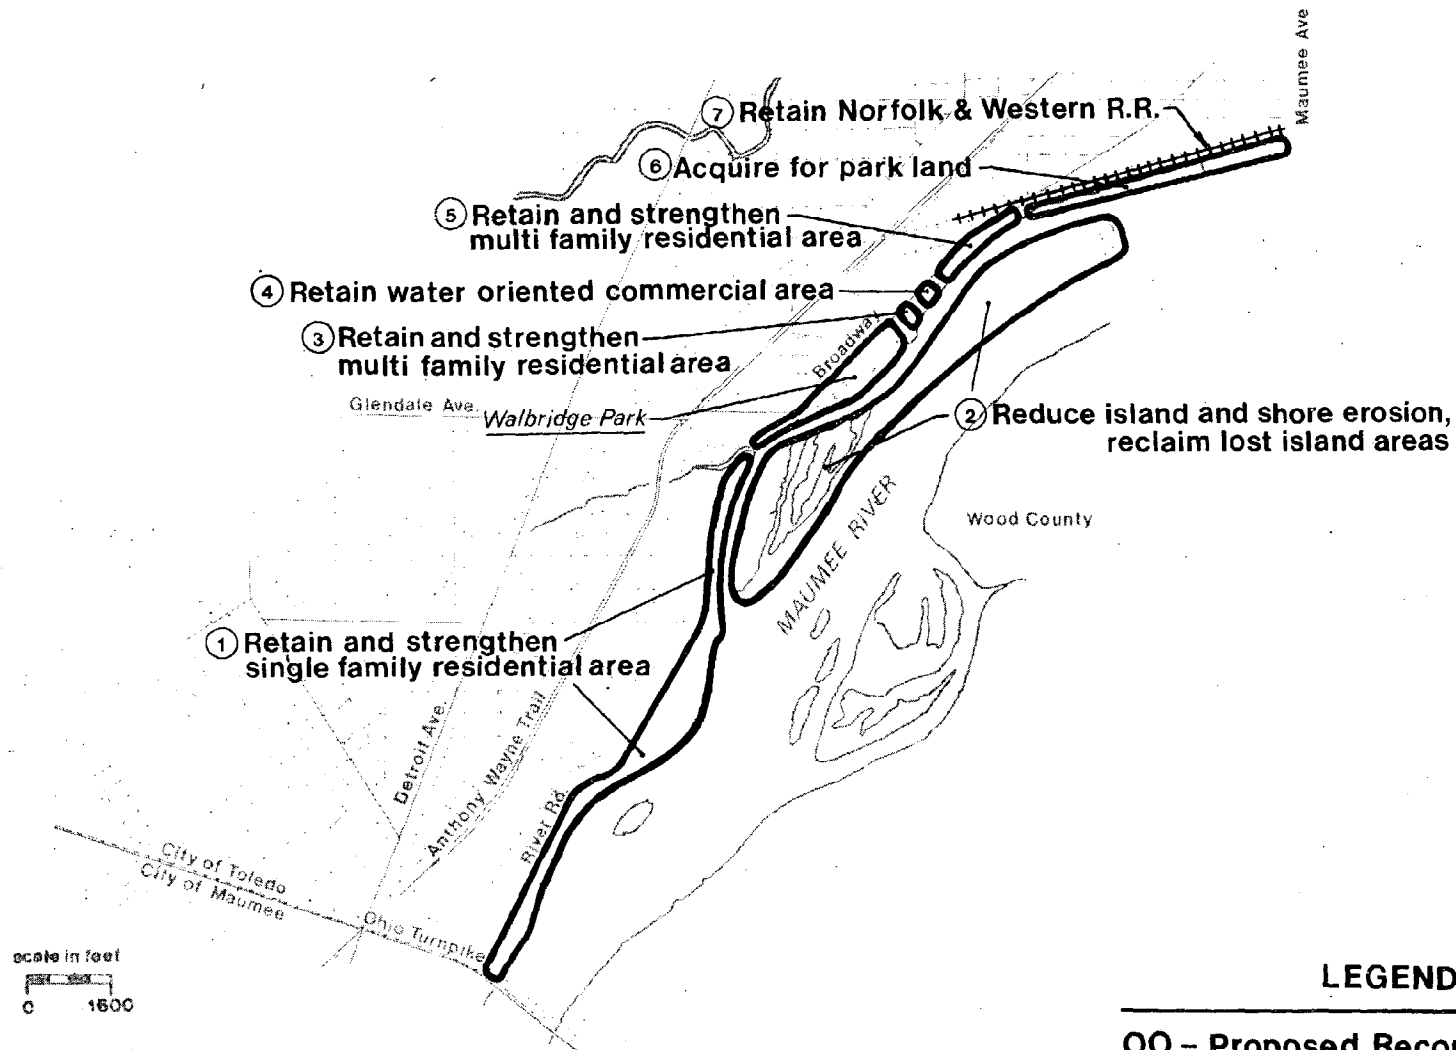 Maumee Ave
7 Retain Norfolk & Western R.R.
6 Acquire for park land
5 Retain and strengthen
multi family residential area
4 Retain water oriented commercial area
3 Retain and strengthen
multi family residential area
Broadway
Glendale Ave.
Walbridge Park
2 Reduce island and shore erosion,
reclaim lost island areas
MAUMEE RIVER
Wood County
1 Retain and strengthen
single family residential area
Detroit Ave.
Anthony Wayne Trail
River Rd.
City of Toledo
City of Maumee
Ohio Turnpike
scale in feet
0 1600
LEGEND
OO – Proposed